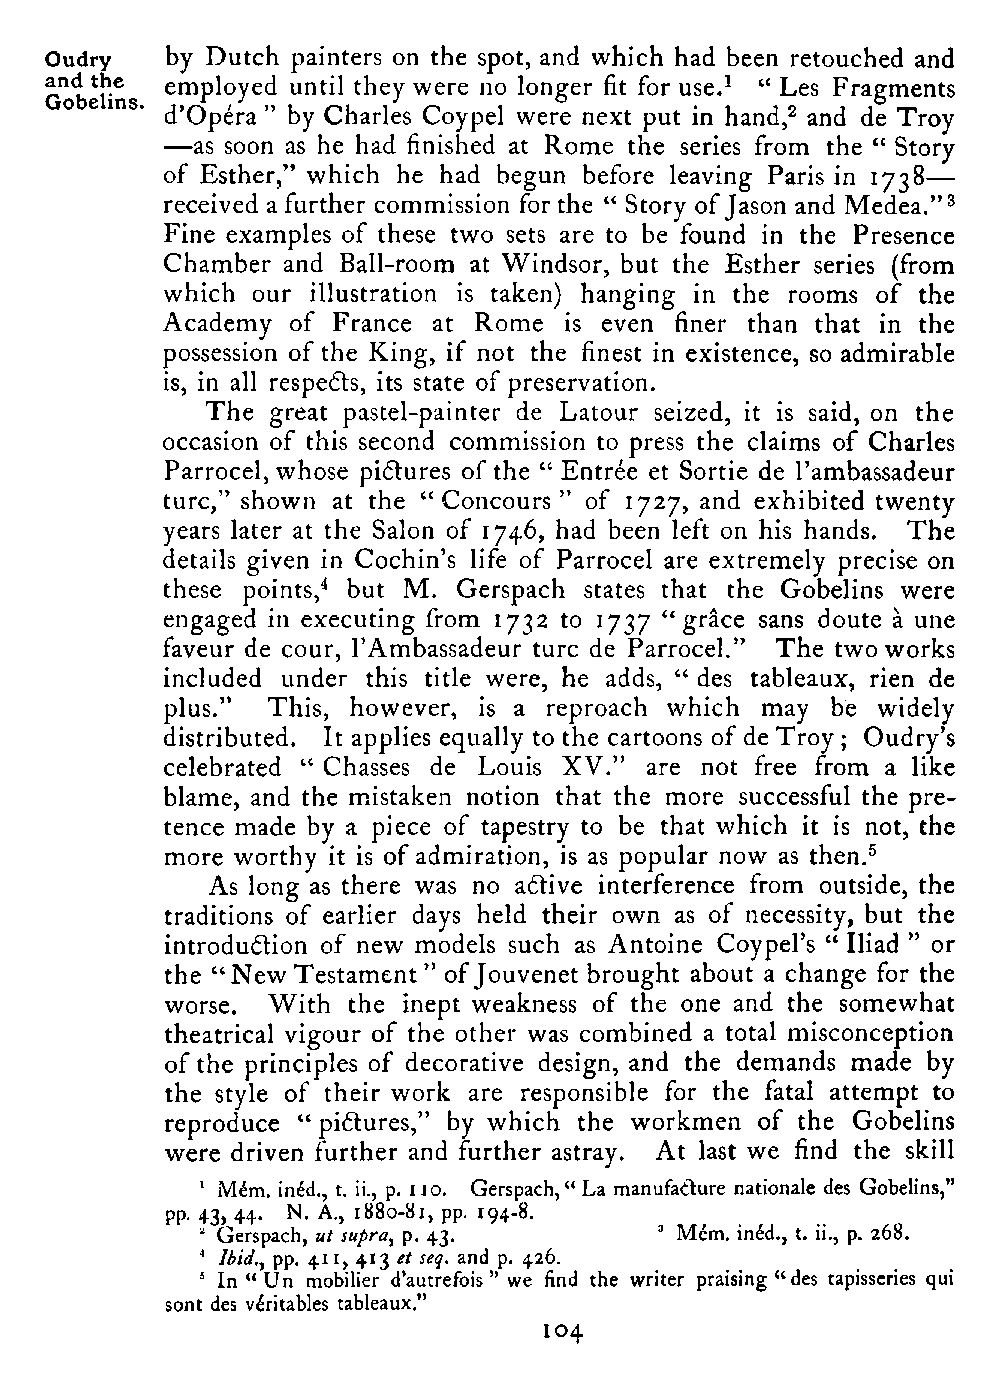 Oudry
and the
Gobelins.
by Dutch painters on the spot, and which had been retouched and
employed until they were no longer fit for use.¹ “ Les Fragments
d’Opéra ” by Charles Coypel were next put in hand,² and de Troy
—as soon as he had finished at Rome the series from the “ Story
of Esther,” which he had begun before leaving Paris in 1738—
received a further commission for the “ Story of Jason and Medea.” ³
Fine examples of these two sets are to be found in the Presence
Chamber and Ball-room at Windsor, but the Esther series (from
which our illustration is taken) hanging in the rooms of the
Academy of France at Rome is even finer than that in the
possession of the King, if not the finest in existence, so admirable
is, in all respects, its state of preservation.
The great pastel-painter de Latour seized, it is said, on the
occasion of this second commission to press the claims of Charles
Parrocel, whose pictures of the “ Entrée et Sortie de l’ambassadeur
turc,” shown at the “ Concours ” of 1727, and exhibited twenty
years later at the Salon of 1746, had been left on his hands. The
details given in Cochin’s life of Parrocel are extremely precise on
these points,⁴ but M. Gerspach states that the Gobelins were
engaged in executing from 1732 to 1737 “ grâce sans doute à une
faveur de cour, l’Ambassadeur turc de Parrocel.” The two works
included under this title were, he adds, “ des tableaux, rien de
plus.” This, however, is a reproach which may be widely
distributed. It applies equally to the cartoons of de Troy ; Oudry’s
celebrated “ Chasses de Louis XV.” are not free from a like
blame, and the mistaken notion that the more successful the pre-
tence made by a piece of tapestry to be that which it is not, the
more worthy it is of admiration, is as popular now as then.⁵
As long as there was no active interference from outside, the
traditions of earlier days held their own as of necessity, but the
introduction of new models such as Antoine Coypel’s “ Iliad ” or
the “ New Testament ” of Jouvenet brought about a change for the
worse. With the inept weakness of the one and the somewhat
theatrical vigour of the other was combined a total misconception
of the principles of decorative design, and the demands made by
the style of their work are responsible for the fatal attempt to
reproduce “ pictures,” by which the workmen of the Gobelins
were driven further and further astray. At last we find the skill
¹ Mém. inéd., t. ii., p. 110. Gerspach, “ La manufacture nationale des Gobelins,”
pp. 43, 44. N. A., 1880-81, pp. 194-8.
² Gerspach, ut supra, p. 43. ³ Mém. inéd., t. ii., p. 268.
⁴ Ibid., pp. 411, 413 et seq. and p. 426.
⁵ In “ Un mobilier d’autrefois ” we find the writer praising “ des tapisseries qui
sont des véritables tableaux.”
104